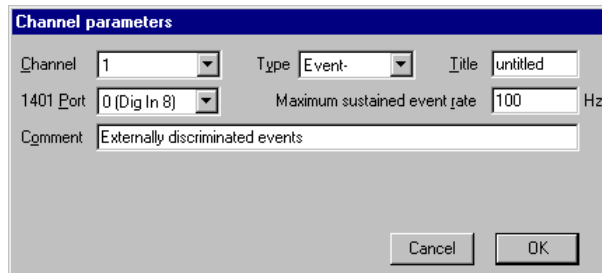 Channel parameters
Channel 1 Type Event- Title untitled
1401 Port 0 (Dig In 8) Maximum sustained event rate 100 Hz
Comment Externally discriminated events
Cancel OK